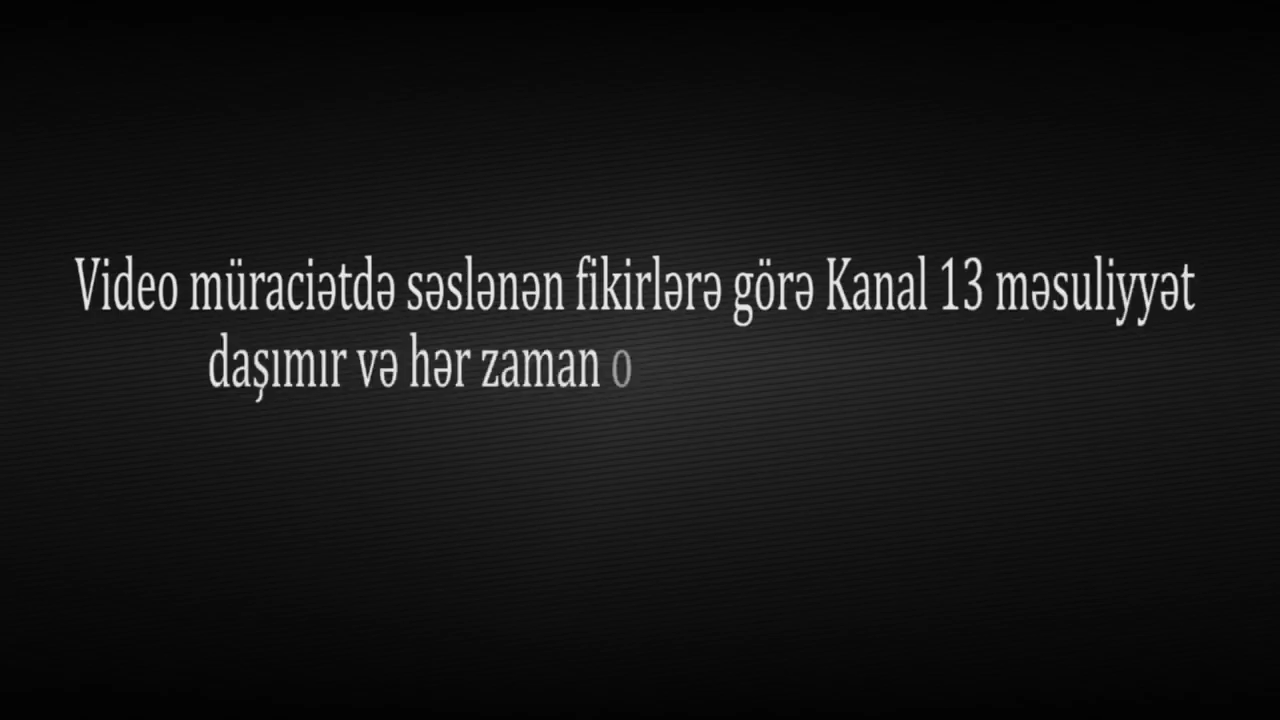 Video müraciətdə səslənən fikirlərə görə Kanal 13 məsuliyyət
daşımır və hər zaman o